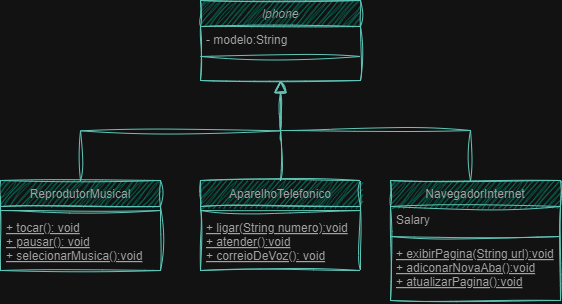 Iphone
- modelo:String
ReprodutorMusical
+ tocar(): void
+ pausar(): void
+ selecionarMusica():void
AparelhoTelefonico
+ ligar(String numero):void
+ atender():void
+ correioDeVoz(): void
NavegadorInternet
Salary
+ exibirPagina(String url):void
+ adiconarNovaAba():void
+ atualizarPagina():void